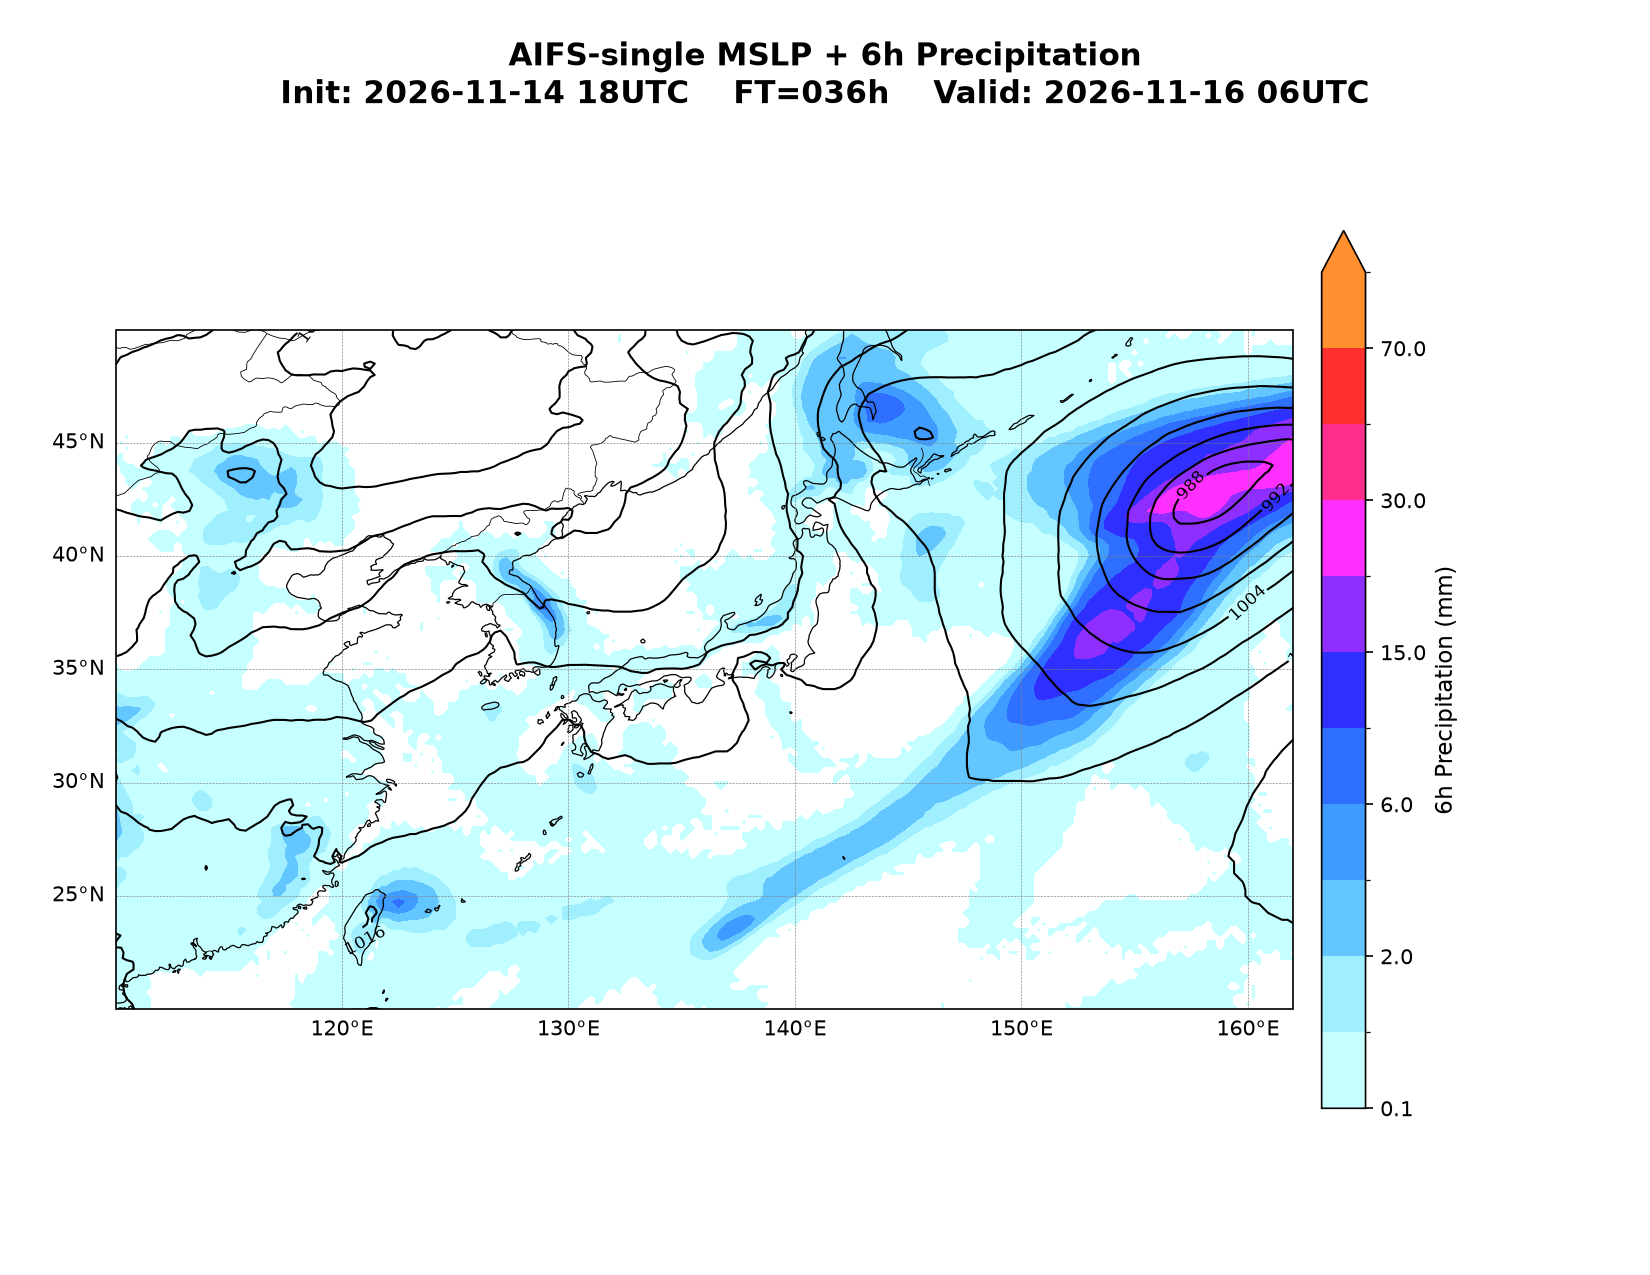 AIFS-single MSLP + 6h Precipitation
Init: 2026-11-14 18UTC    FT=036h    Valid: 2026-11-16 06UTC
45°N
40°N
35°N
30°N
25°N
120°E
130°E
140°E
150°E
160°E
988
992
1004
1016
70.0
30.0
15.0
6.0
2.0
0.1
6h Precipitation (mm)